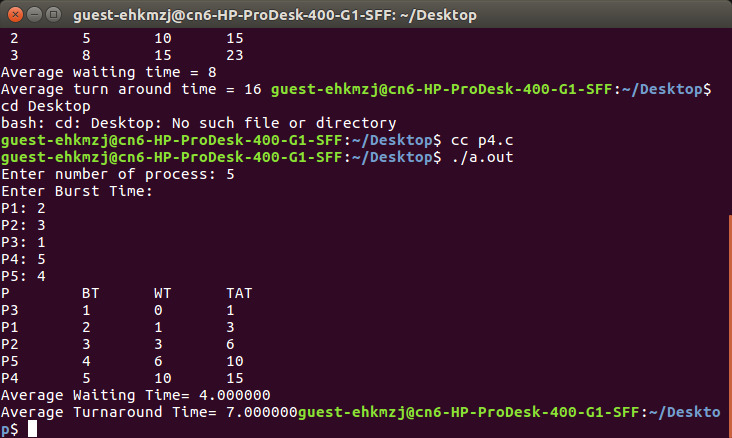 guest-ehkmzj@cn6-HP-ProDesk-400-G1-SFF: ~/Desktop
2 5 10 15
3 8 15 23
Average waiting time = 8
Average turn around time = 16 guest-ehkmzj@cn6-HP-ProDesk-400-G1-SFF:~/Desktop$
cd Desktop
bash: cd: Desktop: No such file or directory
guest-ehkmzj@cn6-HP-ProDesk-400-G1-SFF:~/Desktop$ cc p4.c
guest-ehkmzj@cn6-HP-ProDesk-400-G1-SFF:~/Desktop$ ./a.out
Enter number of process: 5
Enter Burst Time:
P1: 2
P2: 3
P3: 1
P4: 5
P5: 4
P BT WT TAT
P3 1 0 1
P1 2 1 3
P2 3 3 6
P5 4 6 10
P4 5 10 15
Average Waiting Time= 4.000000
Average Turnaround Time= 7.000000guest-ehkmzj@cn6-HP-ProDesk-400-G1-SFF:~/Deskto
p$